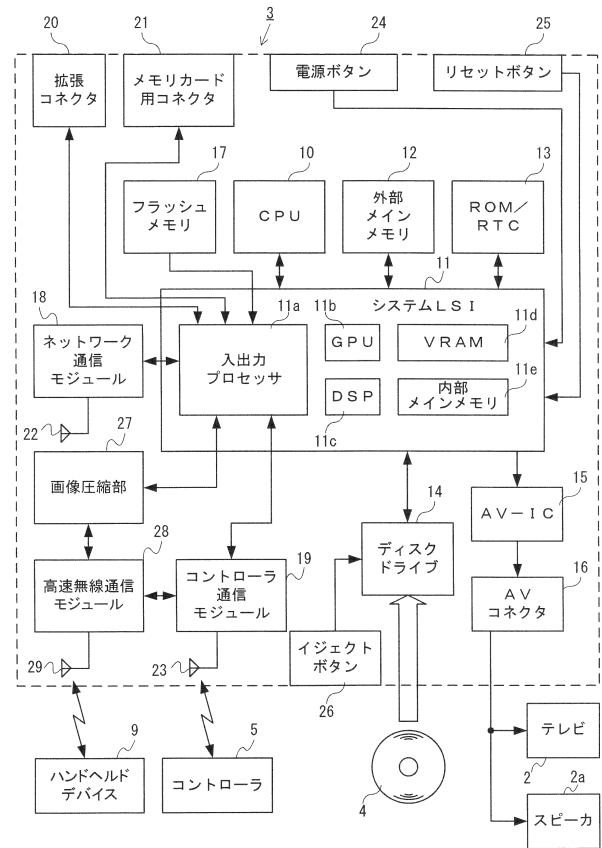 20
21
3
24
25
拡張
コネクタ
メモリカード
用コネクタ
電源ボタン
リセットボタン
17
10
12
13
フラッシュ
メモリ
CPU
外部
メイン
メモリ
ROM/
RTC
11
システムLSI
18
11a
11b
11d
ネットワーク
通信
モジュール
入出力
プロセッサ
GPU
VRAM
11e
DSP
内部
メインメモリ
22
27
11c
画像圧縮部
14
15
28
19
AV-IC
高速無線通信
モジュール
コントローラ
通信
モジュール
ディスク
ドライブ
16
AV
コネクタ
29
23
イジェクト
ボタン
26
9
5
テレビ
ハンドヘルド
デバイス
コントローラ
4
2
2a
スピーカ